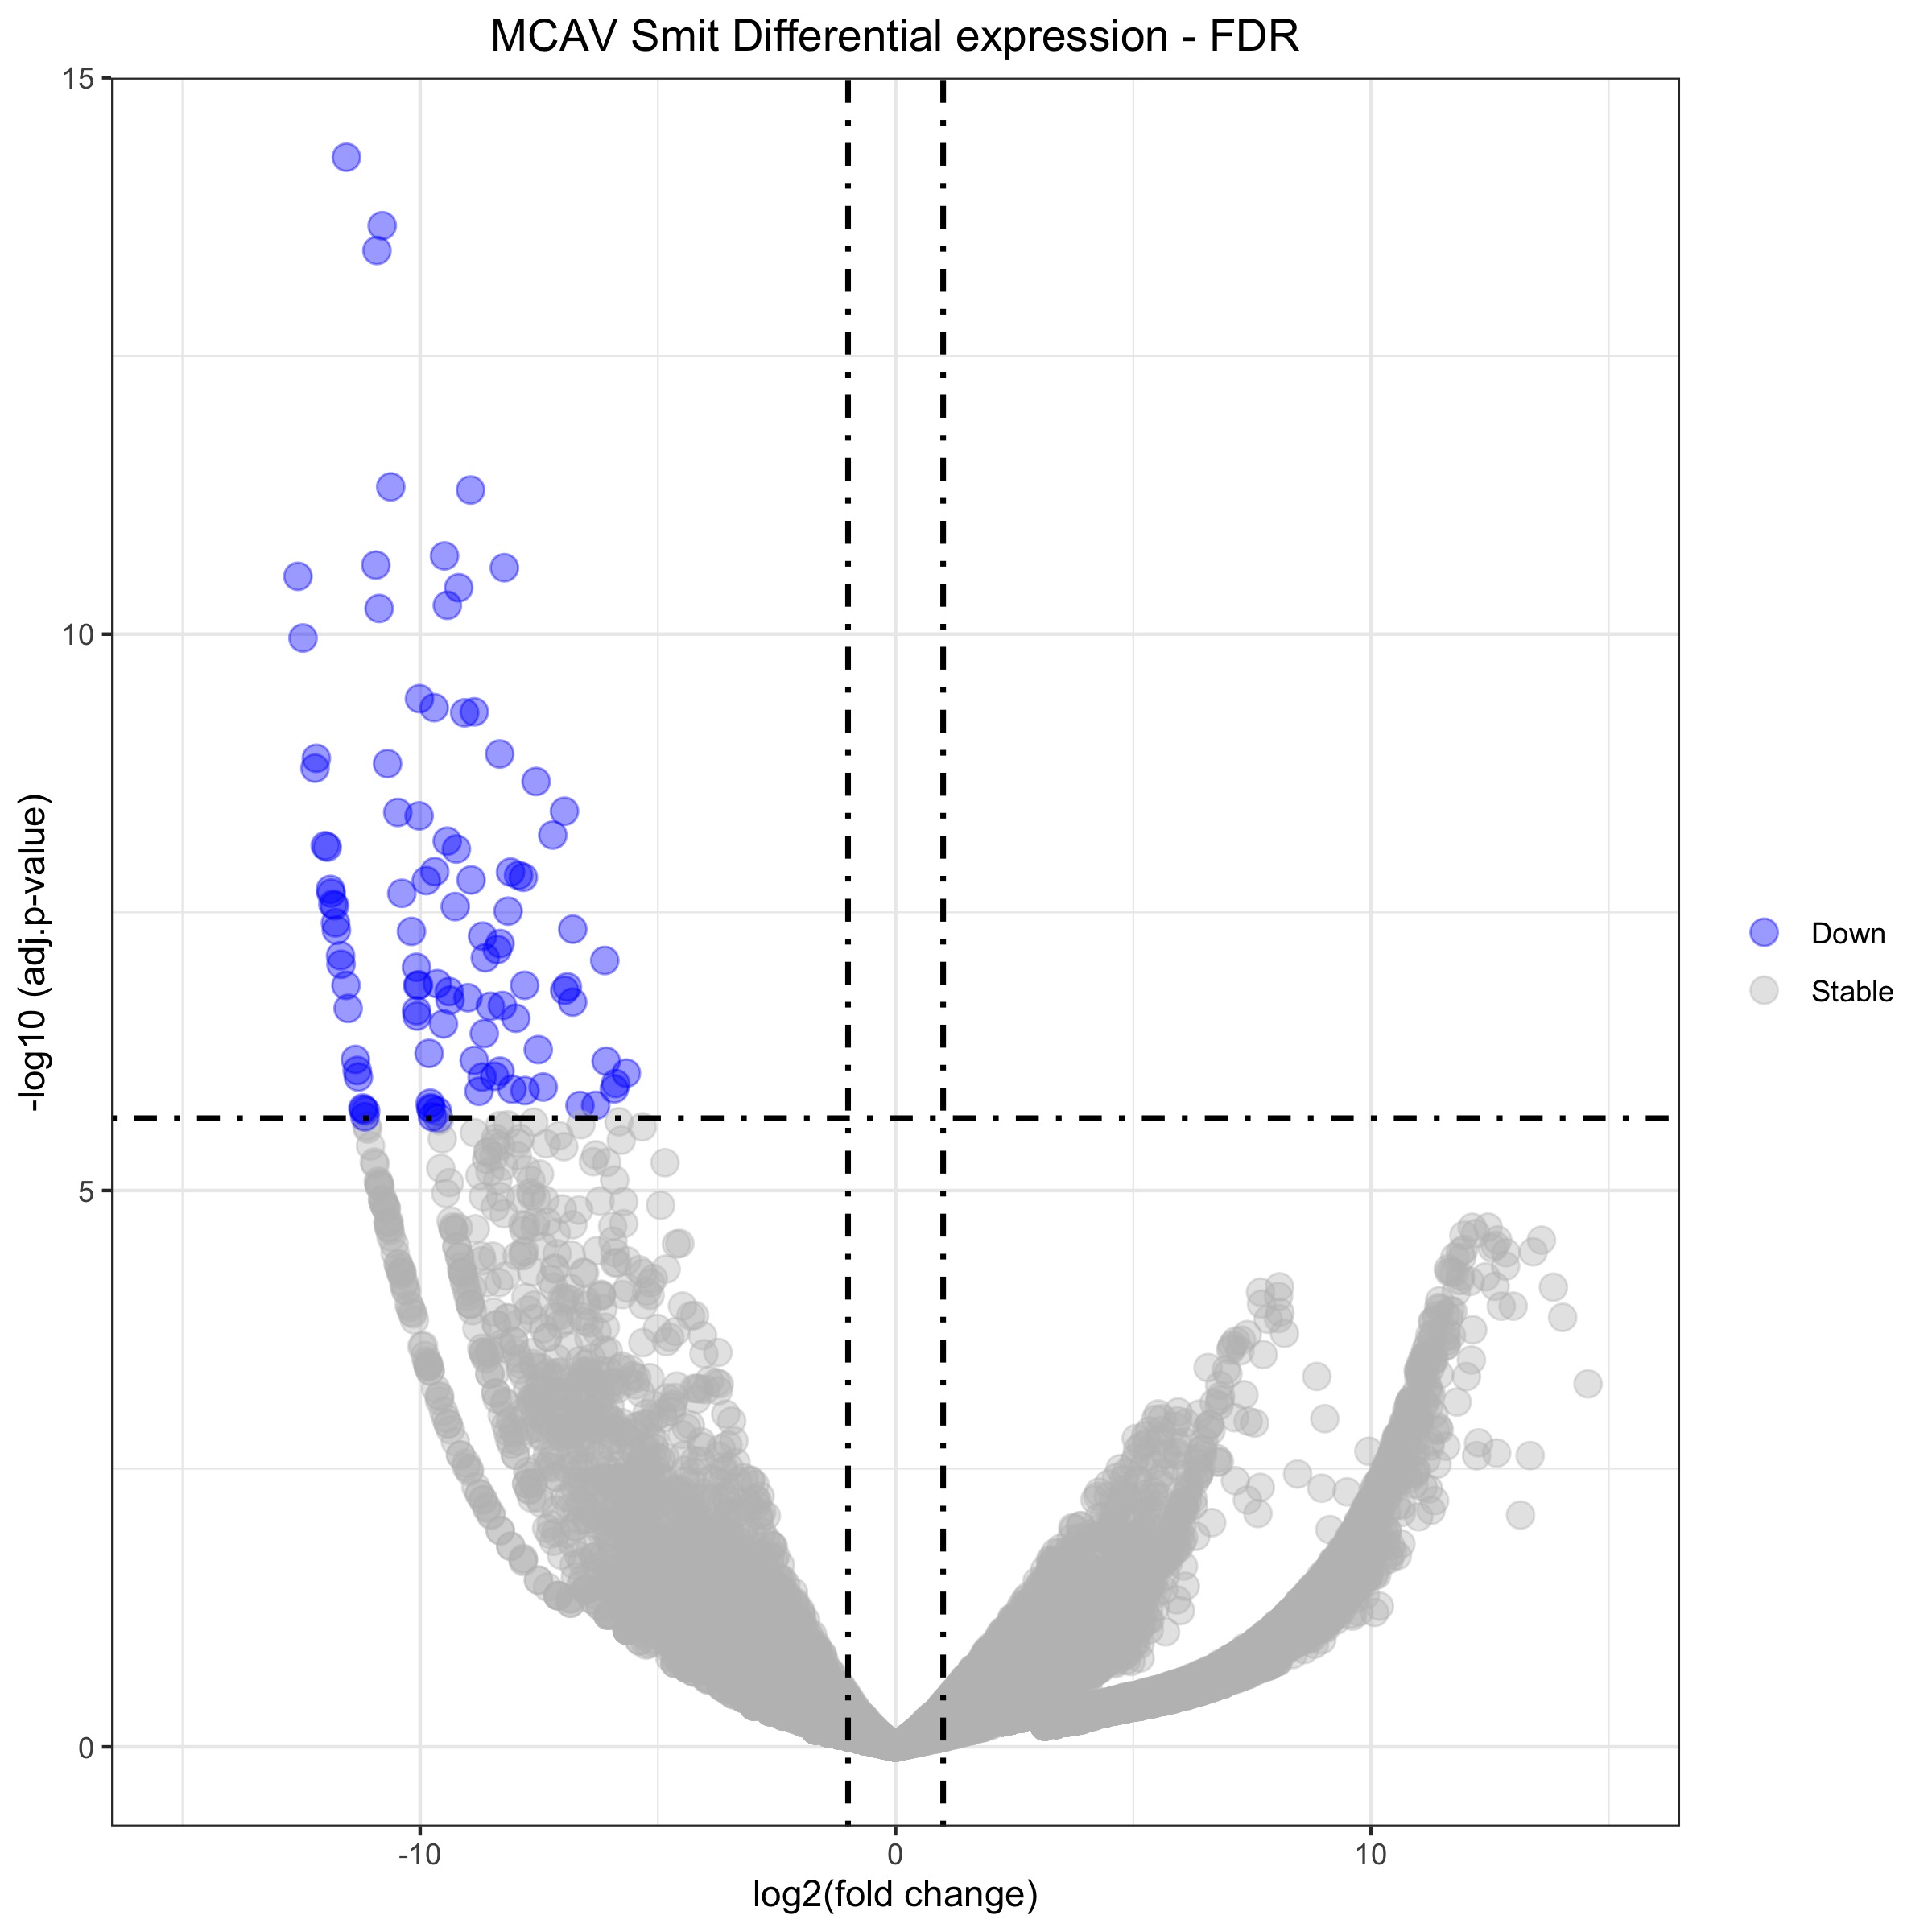 MCAV Smit Differential expression - FDR
15
10
5
0
-log10 (adj.p-value)
-10
0
10
log2(fold change)
Down
Stable